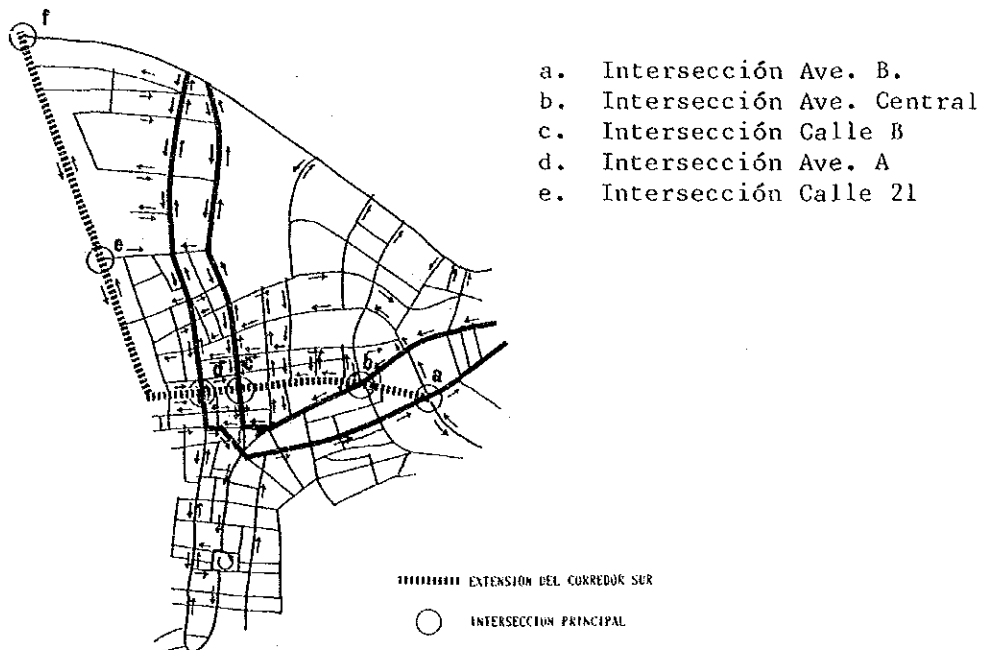 f
a. Intersección Ave. B.
b. Intersección Ave. Central
c. Intersección Calle B
d. Intersección Ave. A
e. Intersección Calle 21
e
d
c
b
a
EXTENSION DEL CORREDOR SUR
INTERSECCION PRINCIPAL